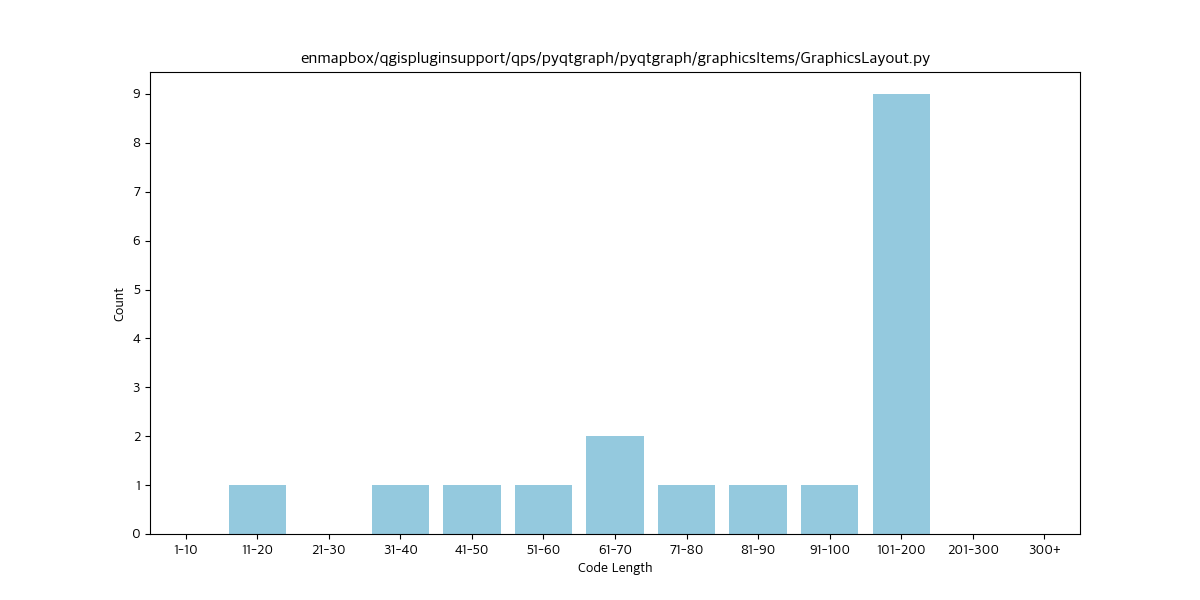 enmapbox/qgispluginsupport/qps/pyqtgraph/pyqtgraph/graphicsItems/GraphicsLayout.py
9
8
7
6
5
4
3
2
1
0
Count
1-10 11-20 21-30 31-40 41-50 51-60 61-70 71-80 81-90 91-100 101-200 201-300 300+
Code Length